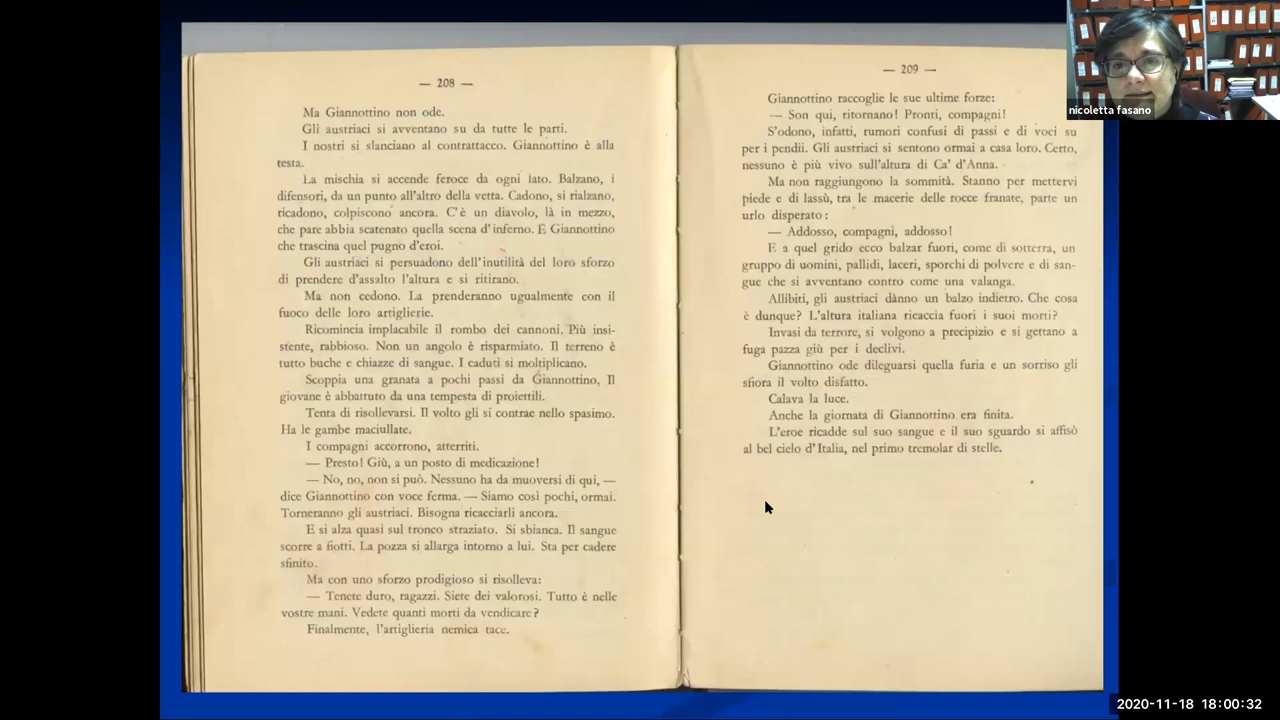 — 208 —
Ma Giannottino non ode.
Gli austriaci si avventano su da tutte le parti.
I nostri si slanciano al contrattacco. Giannottino è alla
testa.
La mischia si accende feroce da ogni lato. Balzano, i
difensori, da un punto all'altro della vetta. Cadono, si rialzano,
ricadono, colpiscono ancora. C'è un diavolo, là in mezzo,
che pare abbia scatenato quella scena d'inferno. È Giannottino
che trascina quel pugno d'eroi.
Gli austriaci si persuadono dell'inutilità del loro sforzo
di prendere d'assalto l'altura e si ritirano.
Ma non cedono. La prenderanno ugualmente con il
fuoco delle loro artiglierie.
Ricomincia implacabile il rombo dei cannoni. Più insi-
stente, rabbioso. Non un angolo è risparmiato. Il terreno è
tutto buche e chiazze di sangue. I caduti si moltiplicano.
Scoppia una granata a pochi passi da Giannottino, Il
giovane è abbattuto da una tempesta di proiettili.
Tenta di risollevarsi. Il volto gli si contrae nello spasimo.
Ha le gambe maciullate.
I compagni accorrono, atterriti.
— Presto! Giù, a un posto di medicazione!
— No, no, non si può. Nessuno ha da muoversi di qui, —
dice Giannottino con voce ferma. — Siamo così pochi, ormai.
Torneranno gli austriaci. Bisogna ricacciarli ancora.
E si alza quasi sul tronco straziato. Si sbianca. Il sangue
scorre a fiotti. La pozza si allarga intorno a lui. Sta per cadere
sfinito.
Ma con uno sforzo prodigioso si risolleva:
— Tenete duro, ragazzi. Siete dei valorosi. Tutto è nelle
vostre mani. Vedete quanti morti da vendicare?
Finalmente, l'artiglieria nemica tace.
— 209 —
Giannottino raccoglie le sue ultime forze:
— Son qui, ritornano! Pronti, compagni!
S'odono, infatti, rumori confusi di passi e di voci su
per i pendii. Gli austriaci si sentono ormai a casa loro. Certo,
nessuno è più vivo sull'altura di Ca' d'Anna.
Ma non raggiungono la sommità. Stanno per mettervi
piede e di lassù, tra le macerie delle rocce franate, parte un
urlo disperato:
— Addosso, compagni, addosso!
E a quel grido ecco balzar fuori, come di sotterra, un
gruppo di uomini, pallidi, laceri, sporchi di polvere e di san-
gue che si avventano contro come una valanga.
Allibiti, gli austriaci dànno un balzo indietro. Che cosa
è dunque? L'altura italiana ricaccia fuori i suoi morti?
Invasi da terrore, si volgono a precipizio e si gettano a
fuga pazza giù per i declivi.
Giannottino ode dileguarsi quella furia e un sorriso gli
sfiora il volto disfatto.
Calava la luce.
Anche la giornata di Giannottino era finita.
L'eroe ricadde sul suo sangue e il suo sguardo si affisò
al bel cielo d'Italia, nel primo tremolar di stelle.
nicoletta fasano
2020-11-18 18:00:32